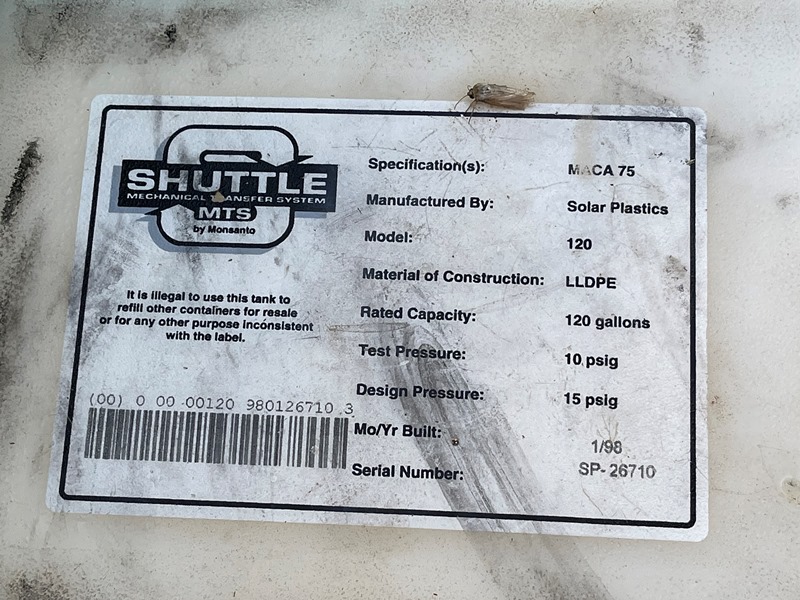 SHUTTLE
MECHANICAL TRANSFER SYSTEM
MTS
by Monsanto
It is illegal to use this tank to
refill other containers for resale
or for any other purpose inconsistent
with the label.
(00) 0 00 00120 980126710 3
Specification(s): MACA 75
Manufactured By: Solar Plastics
Model: 120
Material of Construction: LLDPE
Rated Capacity: 120 gallons
Test Pressure: 10 psig
Design Pressure: 15 psig
Mo/Yr Built: 1/98
Serial Number: SP- 26710